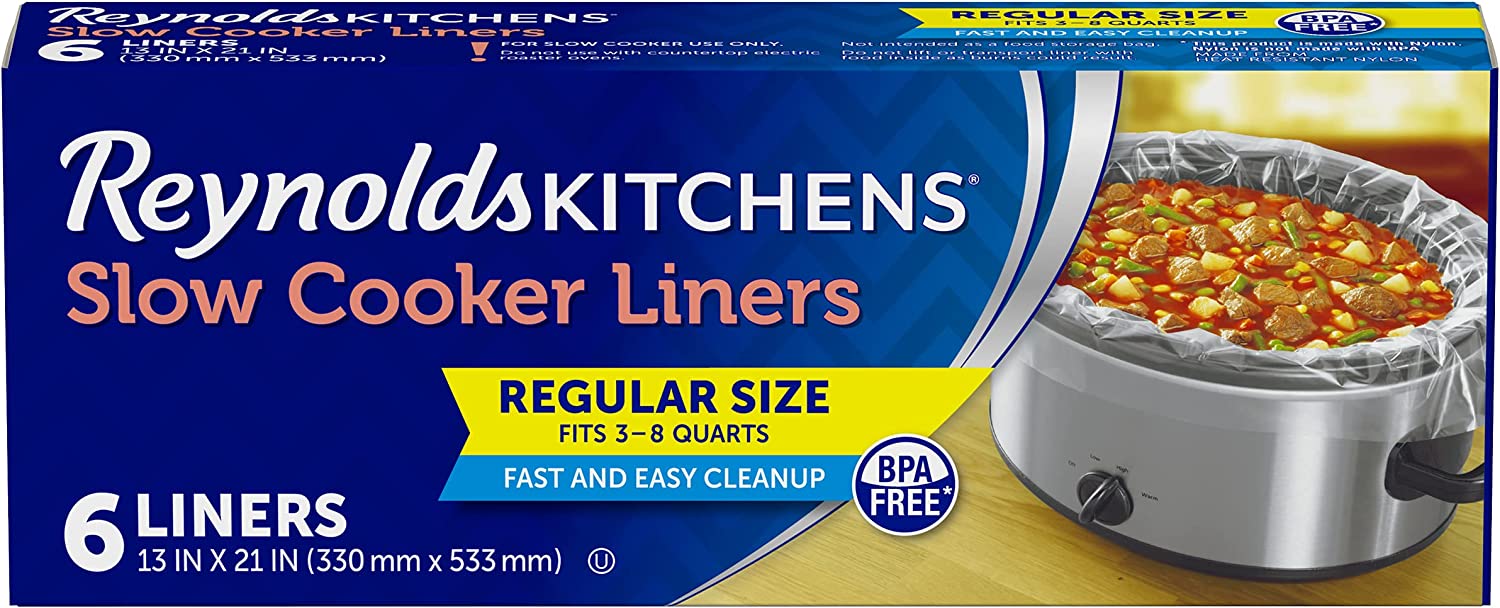 ReynoldsKITCHENS®
Slow Cooker Liners
6 LINERS
13 IN X 21 IN
(330 mm x 533 mm)
! FOR SLOW COOKER USE ONLY.
Do not use with countertop electric
roaster ovens.
Not intended as a food storage bag.
Do not lift or transport liner with
food inside as burns could result.
REGULAR SIZE
FITS 3–8 QUARTS
FAST AND EASY CLEANUP
BPA
FREE*
* This product is made with Nylon.
Nylon is not made with BPA.
MADE FROM
HEAT RESISTANT NYLON
ReynoldsKITCHENS®
Slow Cooker Liners
REGULAR SIZE
FITS 3–8 QUARTS
FAST AND EASY CLEANUP
BPA
FREE*
6 LINERS
13 IN X 21 IN (330 mm x 533 mm) U
Off Low High Warm